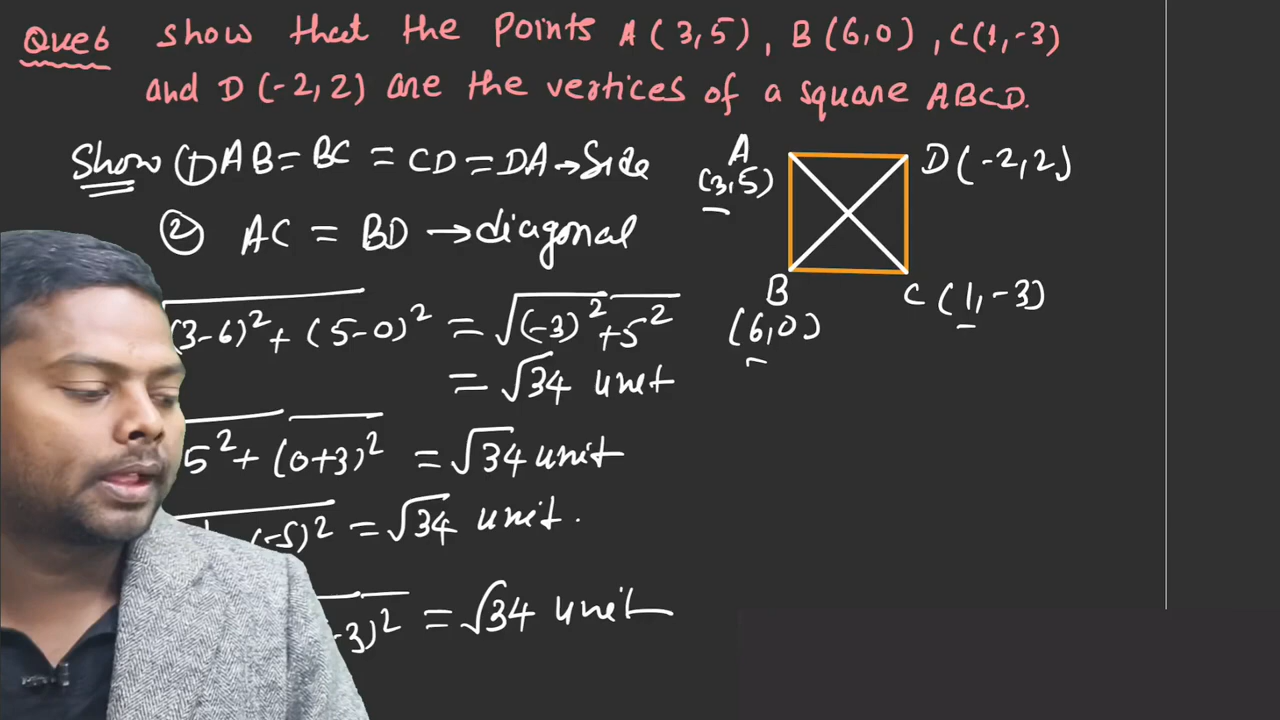 Que6 show that the Points A(3,5), B(6,0), C(1,-3)
and D(-2,2) are the vertices of a square ABCD.
Show ① AB = BC = CD = DA → Side
② AC = BD → diagonal
A
(3,5)
D(-2,2)
B
(6,0)
C(1,-3)
(3-6)² + (5-0)² = √(-3)² + 5²
= √34 unit
5² + (0+3)² = √34 unit
(-5)² = √34 unit.
-3)² = √34 unit